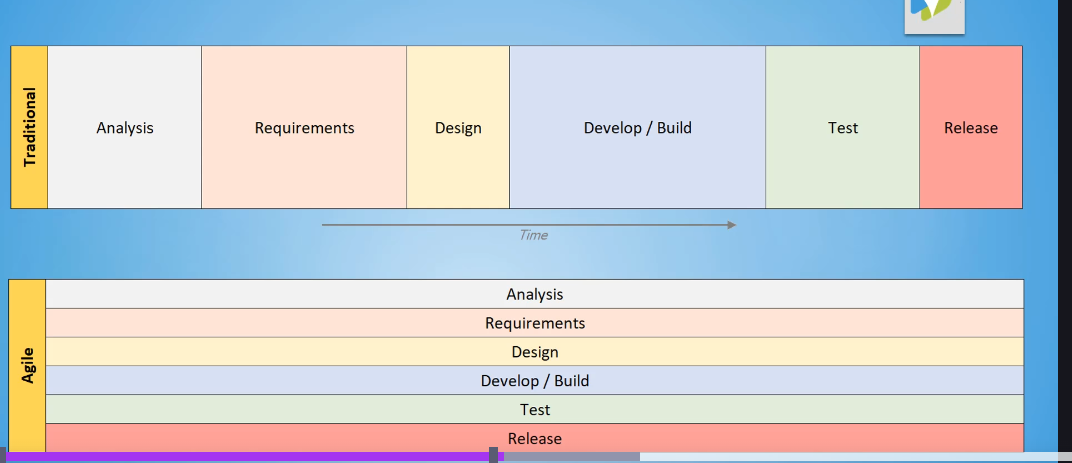 Traditional
Analysis
Requirements
Design
Develop / Build
Test
Release
Time
Agile
Analysis
Requirements
Design
Develop / Build
Test
Release